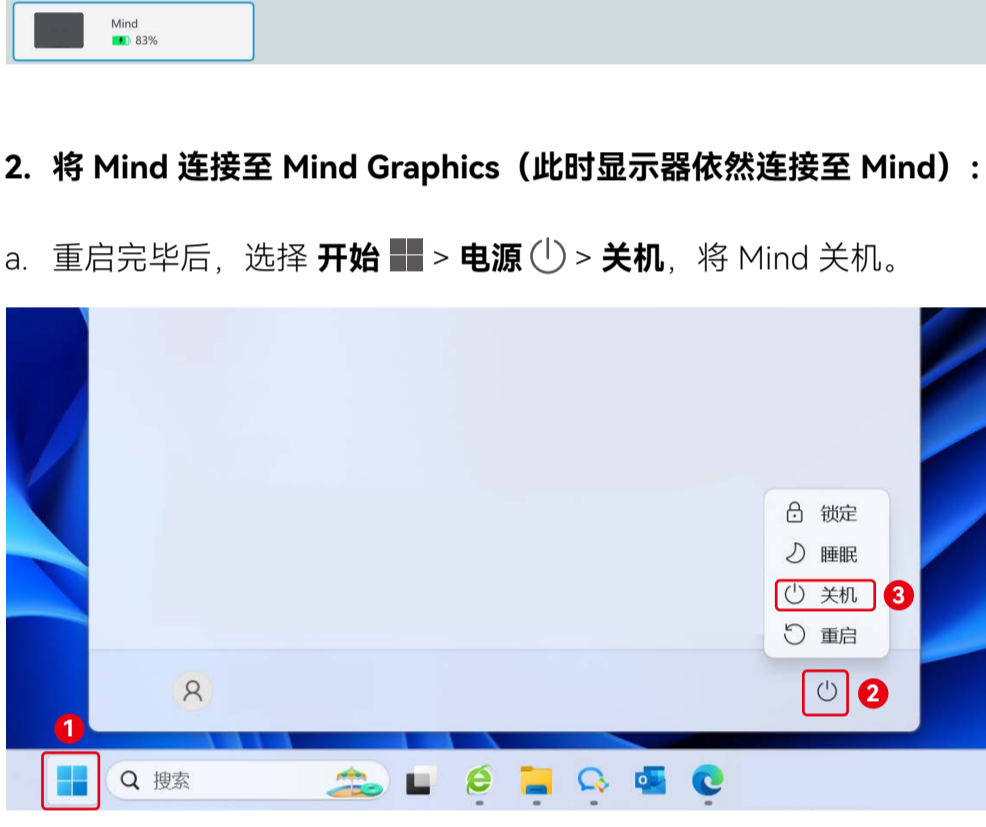 Mind
83%
2. 将 Mind 连接至 Mind Graphics（此时显示器依然连接至 Mind）:
a. 重启完毕后，选择 开始 > 电源 > 关机，将 Mind 关机。
锁定
睡眠
关机 3
重启
2
1
搜索